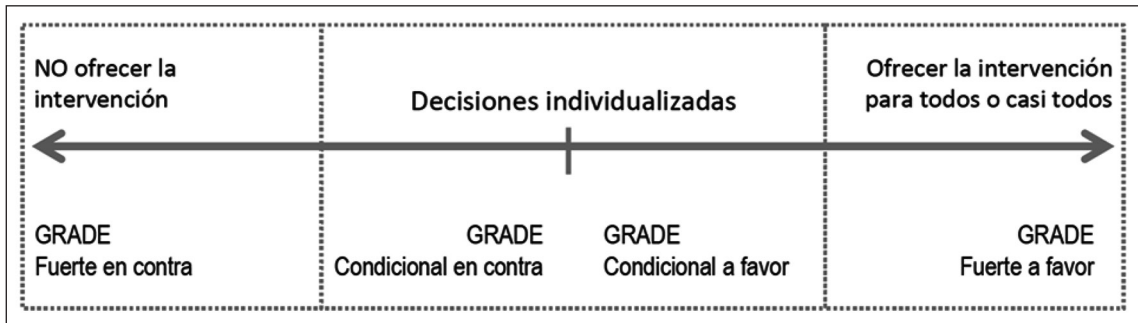 NO ofrecer la
intervención
Decisiones individualizadas
Ofrecer la intervención
para todos o casi todos
GRADE
Fuerte en contra
GRADE
Condicional en contra
GRADE
Condicional a favor
GRADE
Fuerte a favor